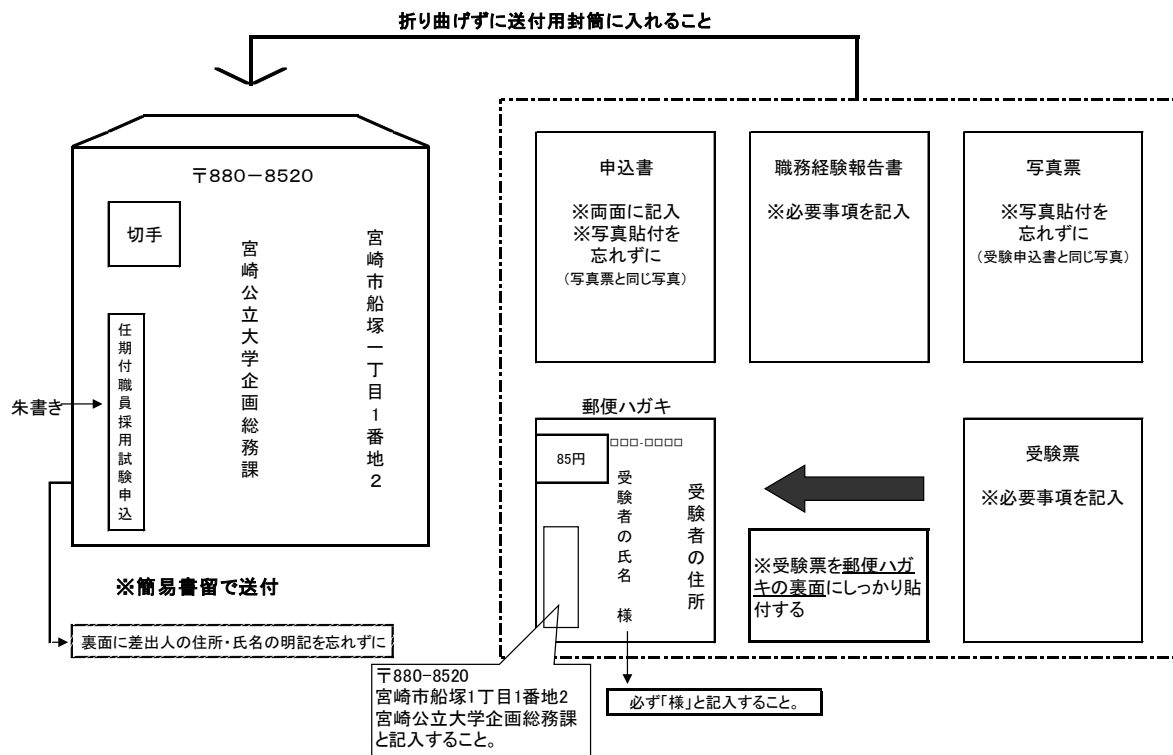 折り曲げずに送付用封筒に入れること
〒880-8520
切手
宮崎市船塚一丁目1番地2
宮崎公立大学企画総務課
任期付職員採用試験申込
朱書き
※簡易書留で送付
裏面に差出人の住所・氏名の明記を忘れずに
申込書
※両面に記入
※写真貼付を
忘れずに
(写真票と同じ写真)
職務経験報告書
※必要事項を記入
写真票
※写真貼付を
忘れずに
(受験申込書と同じ写真)
郵便ハガキ
85円
□□□-□□□□
受験者の住所
受験者の氏名 様
※受験票を郵便ハガ
キの裏面にしっかり貼
付する
受験票
※必要事項を記入
〒880-8520
宮崎市船塚1丁目1番地2
宮崎公立大学企画総務課
と記入すること。
必ず「様」と記入すること。